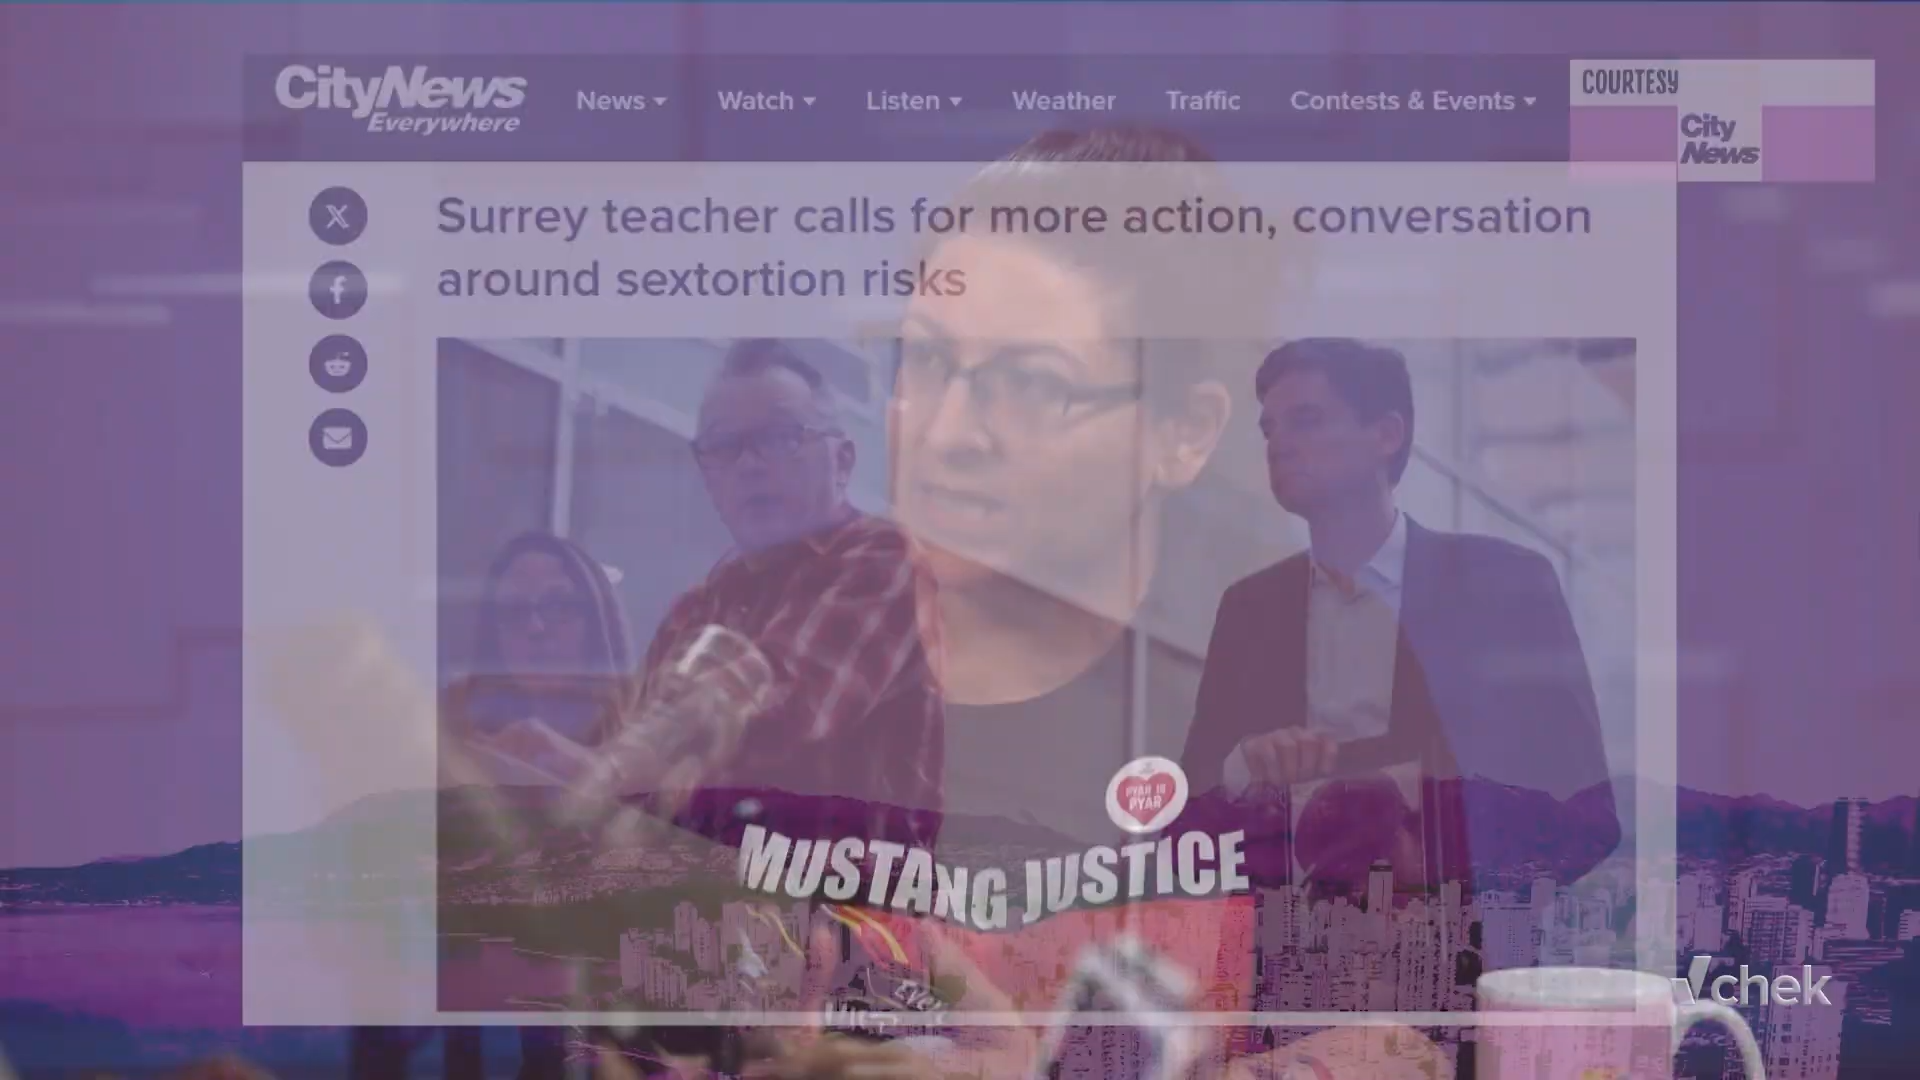 CityNews
Everywhere
News
Watch
Listen
Weather
Traffic
Contests & Events
COURTESY
City
News
Surrey teacher calls for more action, conversation
around sextortion risks
PYAR IS
PYAR
MUSTANG JUSTICE
chek